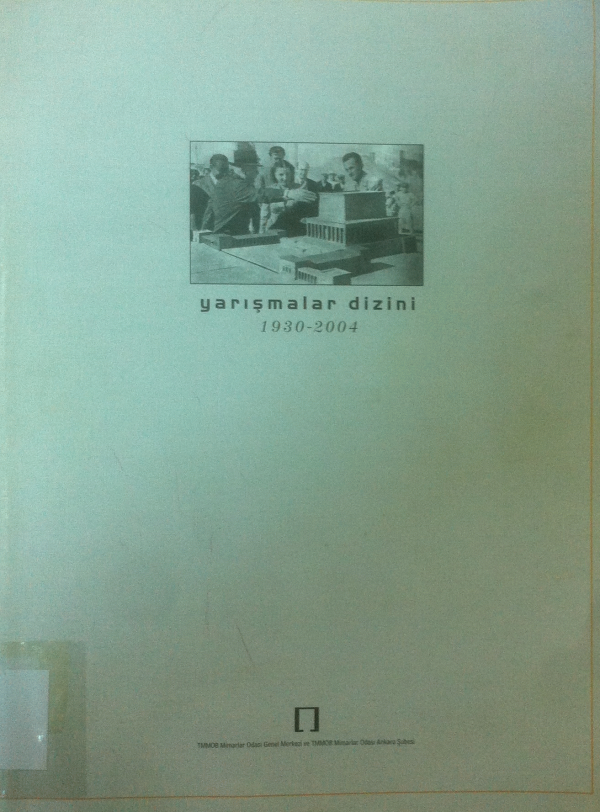 yarışmalar dizini
1930-2004
TMMOB Mimarlar Odası Genel Merkezi ve TMMOB Mimarlar Odası Ankara Şubesi